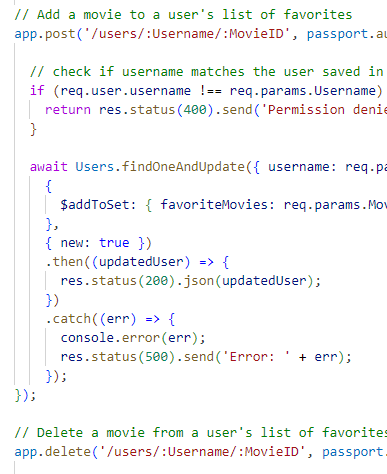 // Add a movie to a user's list of favorites
app.post('/users/:Username/:MovieID', passport.au
// check if username matches the user saved in
if (req.user.username !== req.params.Username)
return res.status(400).send('Permission denie
}
await Users.findOneAndUpdate({ username: req.pa
{
$addToSet: { favoriteMovies: req.params.Mov
},
{ new: true })
.then((updatedUser) => {
res.status(200).json(updatedUser);
})
.catch((err) => {
console.error(err);
res.status(500).send('Error: ' + err);
});
});
// Delete a movie from a user's list of favorites
app.delete('/users/:Username/:MovieID', passport.